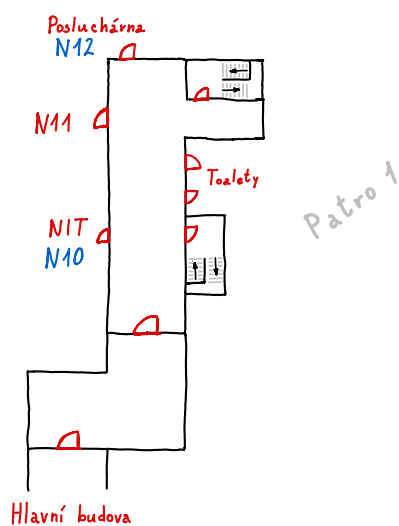 Posluchárna
N12
N11
Toalety
Patro 1
NIT
N10
Hlavní budova